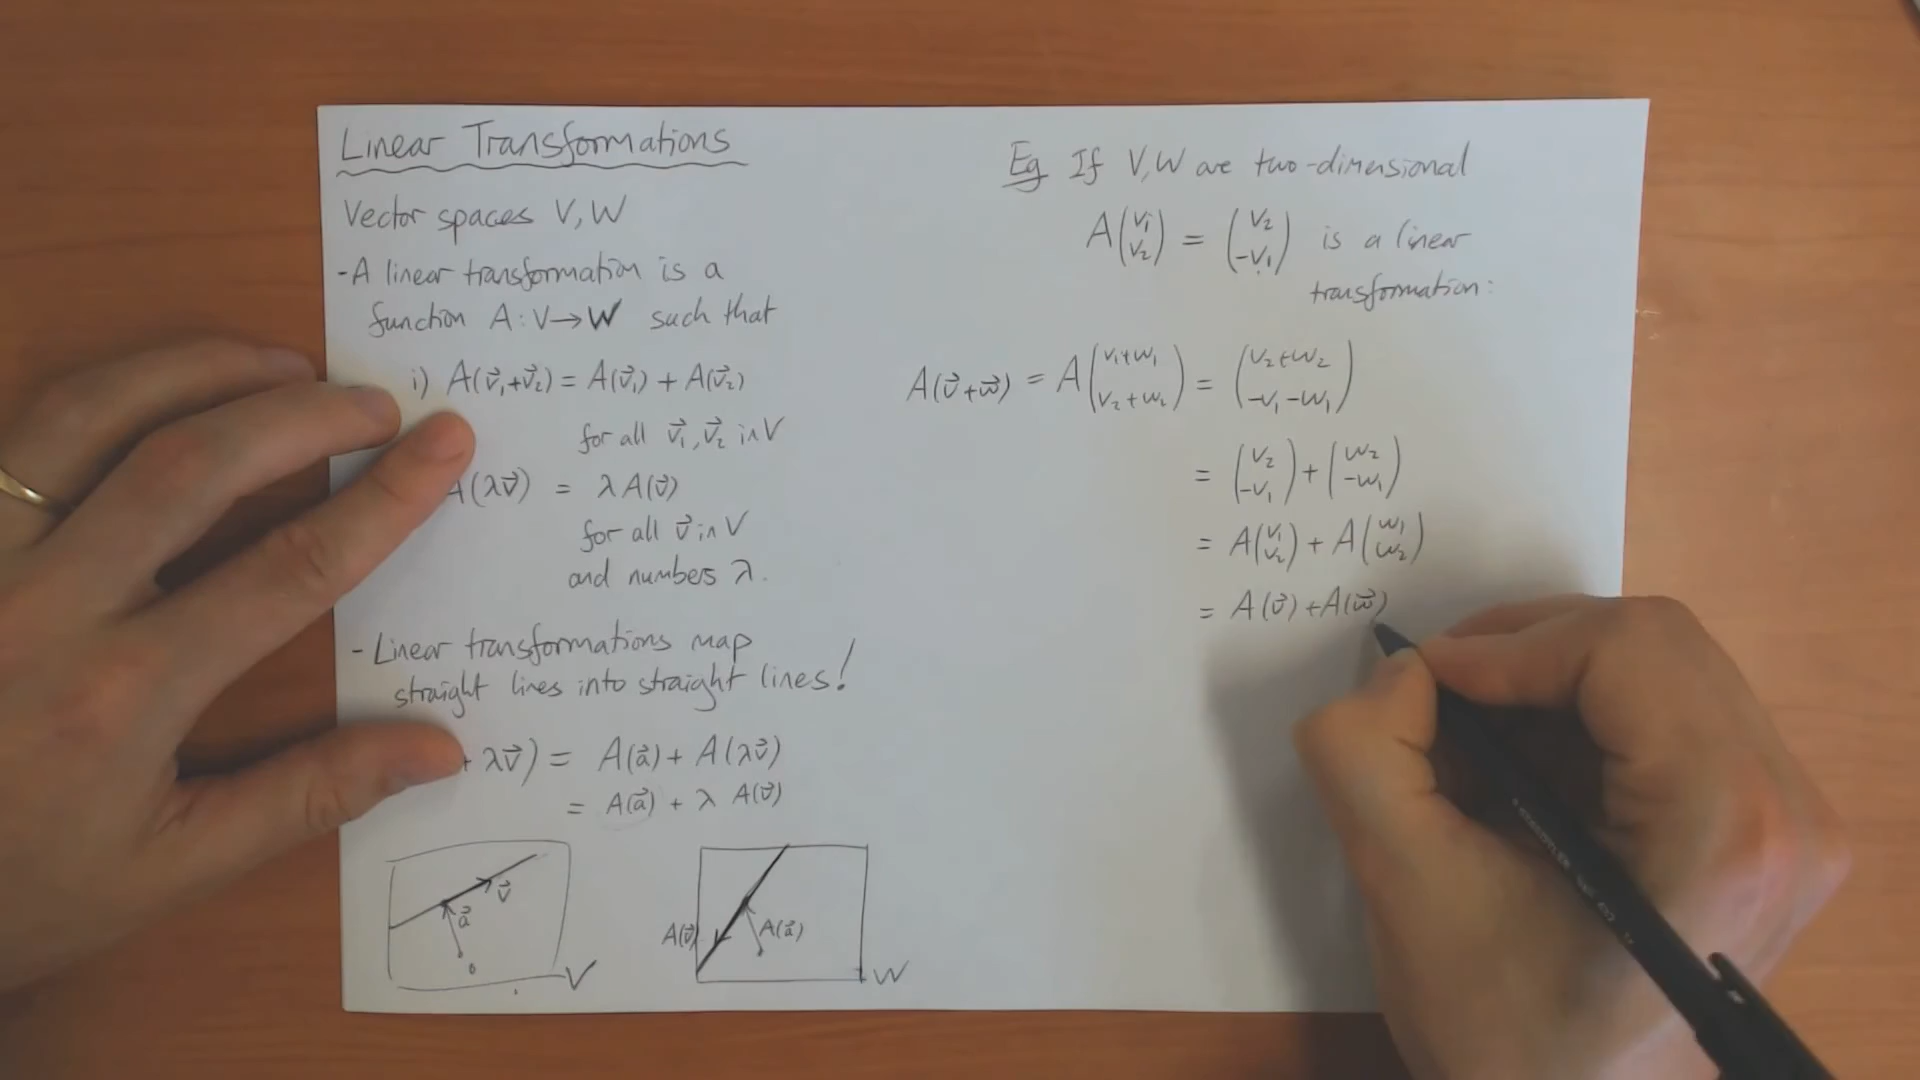 Linear Transformations
Vector spaces V, W
- A linear transformation is a
function A : V → W such that
i) A(v⃗₁+v⃗₂) = A(v⃗₁) + A(v⃗₂)
for all v⃗₁, v⃗₂ in V
A(λv⃗) = λ A(v⃗)
for all v⃗ in V
and numbers λ.
- Linear transformations map
straight lines into straight lines!
+ λv⃗) = A(a⃗) + A(λv⃗)
= A(a⃗) + λ A(v⃗)
v⃗
a⃗
0
V
A(v⃗)
A(a⃗)
W
Eg If V, W are two-dimensional
A(v₁ v₂) = (v₂ -v₁) is a linear
transformation:
A(v⃗+w⃗) = A(v₁+w₁ v₂+w₂) = (v₂+w₂ -v₁-w₁)
= (v₂ -v₁) + (w₂ -w₁)
= A(v₁ v₂) + A(w₁ w₂)
= A(v⃗) + A(w⃗)